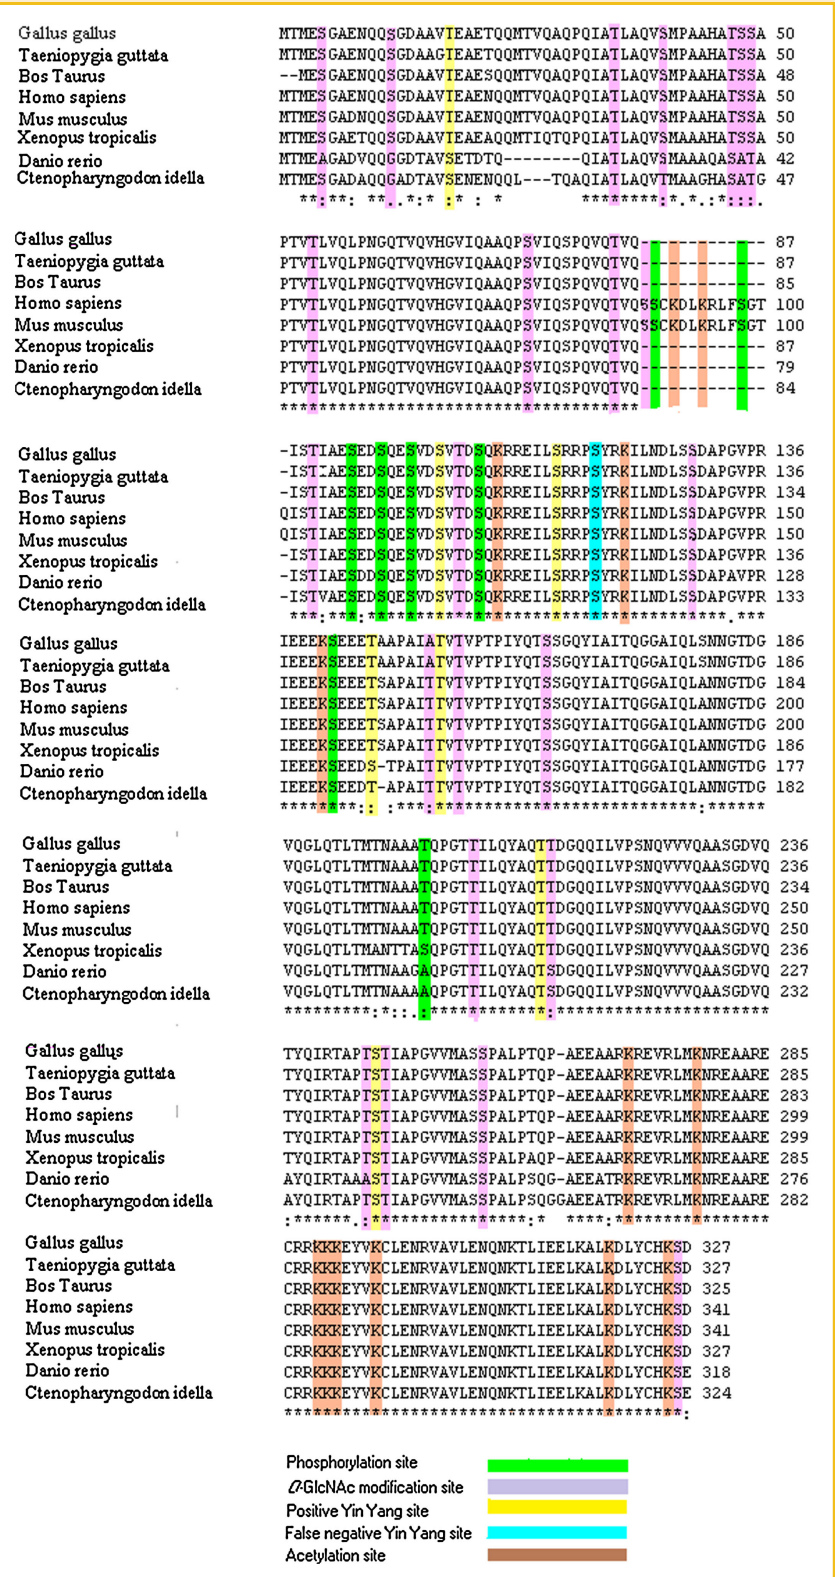 Gallus gallus MTMESGAENQQSGDAAVTEAETQQMTVQAQPQIATLAQVSMPAAHATSSA 50
Taeniopygia guttata MTMESGAENQQSGDAAGIEAETQQMTVQAQPQIATLAQVSMPAAHATSSA 50
Bos Taurus --MESGAENQQSGDAAVTEAESQQMTVQAQPQIATLAQVSMPAAHATSSA 48
Homo sapiens MTMESGAENQQSGDAAVTEAENQQMTVQAQPQIATLAQVSMPAAHATSSA 50
Mus musculus MTMESGADNQQSGDAAVTEAENQQMTVQAQPQIATLAQVSMPAAHATSSA 50
Xenopus tropicalis MTMESGAETQQSGDAAVTEAEAQQMTIQTQPQIATLAQVSMAAAHATSSA 50
Danio rerio MTMEAGADVQQGGDTAVSETDTQ--------QIATLAQVSMAAAQASATA 42
Ctenopharyngodon idella MTMESGADAQQGADTAVSENENQQL---TQAQIATLAQVTMAAGHASATG 47
**:**: **..*:* :* : * *********:*.*.:*:::.
Gallus gallus PTVTLVQLPNGQTVQVHGVIQAAQPSVIQSPQVQTVQ------------- 87
Taeniopygia guttata PTVTLVQLPNGQTVQVHGVIQAAQPSVIQSPQVQTVQ------------- 87
Bos Taurus PTVTLVQLPNGQTVQVHGVIQAAQPSVIQSPQVQTVQ------------- 85
Homo sapiens PTVTLVQLPNGQTVQVHGVIQAAQPSVIQSPQVQTVQSSCKDLKRLFSGT 100
Mus musculus PTVTLVQLPNGQTVQVHGVIQAAQPSVIQSPQVQTVQSSCKDLKRLFSGT 100
Xenopus tropicalis PTVTLVQLPNGQTVQVHGVIQAAQPSVIQSPQVQTVQ------------- 87
Danio rerio PTVTLVQLPNGQTVQVHGVIQAAQPSVIQSPQVQTVQ------------- 79
Ctenopharyngodon idella PTVTLVQLPNGQTVQVHGVIQAAQPSVIQSPQVQTVQ------------- 84
*************************************
Gallus gallus -ISTIAESEDSQESVDSVTDSQKRREILSRRPSYRKILNDLSSDAPGVPR 136
Taeniopygia guttata -ISTIAESEDSQESVDSVTDSQKRREILSRRPSYRKILNDLSSDAPGVPR 136
Bos Taurus -ISTIAESEDSQESVDSVTDSQKRREILSRRPSYRKILNDLSSDAPGVPR 134
Homo sapiens QISTIAESEDSQESVDSVTDSQKRREILSRRPSYRKILNDLSSDAPGVPR 150
Mus musculus QISTIAESEDSQESVDSVTDSQKRREILSRRPSYRKILNDLSSDAPGVPR 150
Xenopus tropicalis -ISTIAESEDSQESVDSVTDSQKRREILSRRPSYRKILNDLSSDAPGVPR 136
Danio rerio -ISTIAESDDSQESVDSVTDSQKRREILSRRPSYRKILNDLSSDAPAVPR 128
Ctenopharyngodon idella -ISTVAESEDSQESVDSVTDSQKRREILSRRPSYRKILNDLSSDAPGVPR 133
***:***:*************************************.***
Gallus gallus IEEEKSEEETAAPAIATVTVPTPIYQTSSGQYIAITQGGAIQLSNNGTDG 186
Taeniopygia guttata IEEEKSEEETAAPAIATVTVPTPIYQTSSGQYIAITQGGAIQLSNNGTDG 186
Bos Taurus IEEEKSEEETSAPAITTVTVPTPIYQTSSGQYIAITQGGAIQLANNGTDG 184
Homo sapiens IEEEKSEEETSAPAITTVTVPTPIYQTSSGQYIAITQGGAIQLANNGTDG 200
Mus musculus IEEEKSEEETSAPAITTVTVPTPIYQTSSGQYIAITQGGAIQLANNGTDG 200
Xenopus tropicalis IEEEKSEEETSAPAITTVTVPTPIYQTSSGQYIAITQGGAIQLANNGTDG 186
Danio rerio IEEEKSEEDS-TPAITTVTVPTPIYQTSSGQYIAITQGGAIQLANNGTDG 177
Ctenopharyngodon idella IEEEKSEEDT-APAITTVTVPTPIYQTSSGQYIAITQGGAIQLANNGTDG 182
********:: :***:***************************:******
Gallus gallus VQGLQTLTMTNAAATQPGTTILQYAQTTDGQQILVPSNQVVVQAASGDVQ 236
Taeniopygia guttata VQGLQTLTMTNAAATQPGTTILQYAQTTDGQQILVPSNQVVVQAASGDVQ 236
Bos Taurus VQGLQTLTMTNAAATQPGTTILQYAQTTDGQQILVPSNQVVVQAASGDVQ 234
Homo sapiens VQGLQTLTMTNAAATQPGTTILQYAQTTDGQQILVPSNQVVVQAASGDVQ 250
Mus musculus VQGLQTLTMTNAAATQPGTTILQYAQTTDGQQILVPSNQVVVQAASGDVQ 250
Xenopus tropicalis VQGLQTLTMANTTASQPGTTILQYAQTTDGQQILVPSNQVVVQAASGDVQ 236
Danio rerio VQGLQTLTMTNAAGAQPGTTILQYAQTSDGQQILVPSNQVVVQAASGDVQ 227
Ctenopharyngodon idella VQGLQTLTMTNAAAAQPGTTILQYAQTSDGQQILVPSNQVVVQAASGDVQ 232
*********:*::.:************:**********************
Gallus gallus TYQIRTAPTSTIAPGVVMASSPALPTQP-AEEAARKREVRLMKNREAARE 285
Taeniopygia guttata TYQIRTAPTSTIAPGVVMASSPALPTQP-AEEAARKREVRLMKNREAARE 285
Bos Taurus TYQIRTAPTSTIAPGVVMASSPALPTQP-AEEAARKREVRLMKNREAARE 283
Homo sapiens TYQIRTAPTSTIAPGVVMASSPALPTQP-AEEAARKREVRLMKNREAARE 299
Mus musculus TYQIRTAPTSTIAPGVVMASSPALPTQP-AEEAARKREVRLMKNREAARE 299
Xenopus tropicalis TYQIRTAPTSTIAPGVVMASSPALPAQP-AEEAARKREVRLMKNREAARE 285
Danio rerio AYQIRTAAASTIAPGVVMASSPALPSQG-AEEATRKREVRLMKNREAARE 276
Ctenopharyngodon idella AYQIRTAPTSTIAPGVVMASSPALPSQGGAEEATRKREVRLMKNREAARE 282
:******.:****************:* ****:****************
Gallus gallus CRRKKKEYVKCLENRVAVLENQNKTLIEELKALKDLYCHKSD 327
Taeniopygia guttata CRRKKKEYVKCLENRVAVLENQNKTLIEELKALKDLYCHKSD 327
Bos Taurus CRRKKKEYVKCLENRVAVLENQNKTLIEELKALKDLYCHKSD 325
Homo sapiens CRRKKKEYVKCLENRVAVLENQNKTLIEELKALKDLYCHKSD 341
Mus musculus CRRKKKEYVKCLENRVAVLENQNKTLIEELKALKDLYCHKSD 341
Xenopus tropicalis CRRKKKEYVKCLENRVAVLENQNKTLIEELKALKDLYCHKSD 327
Danio rerio CRRKKKEYVKCLENRVAVLENQNKTLIEELKALKDLYCHKSE 318
Ctenopharyngodon idella CRRKKKEYVKCLENRVAVLENQNKTLIEELKALKDLYCHKSE 324
*****************************************:
Phosphorylation site
O-GlcNAc modification site
Positive Yin Yang site
False negative Yin Yang site
Acetylation site